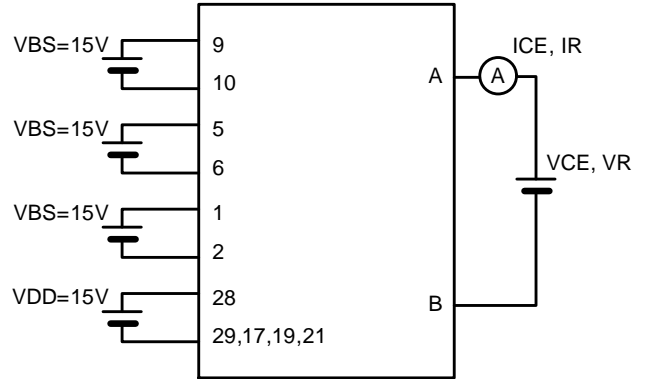 VBS=15V
9
10
VBS=15V
5
6
VBS=15V
1
2
VDD=15V
28
29,17,19,21
ICE, IR
A
A
VCE, VR
B